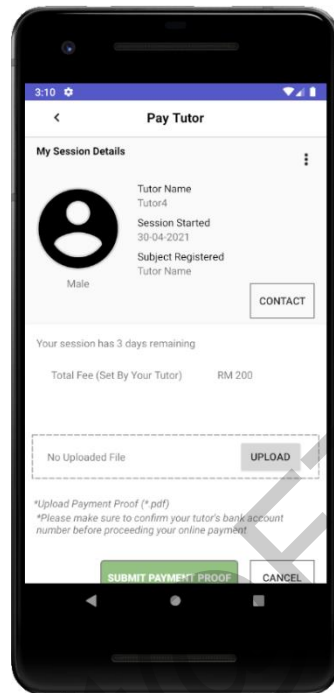 3:10
Pay Tutor
My Session Details
Tutor Name
Tutor4
Session Started
30-04-2021
Subject Registered
Tutor Name
Male
CONTACT
Your session has 3 days remaining
Total Fee (Set By Your Tutor) RM 200
No Uploaded File UPLOAD
*Upload Payment Proof (*.pdf)
*Please make sure to confirm your tutor's bank account
number before proceeding your online payment
SUBMIT PAYMENT PROOF CANCEL